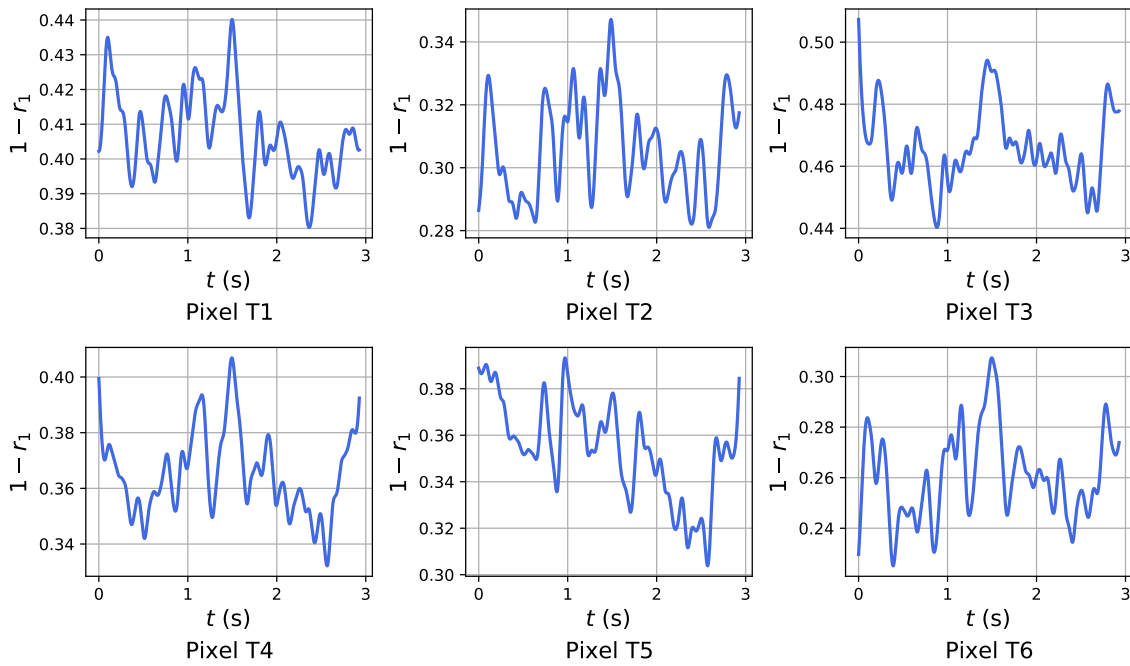 0.44
0.43
0.42
0.41
0.40
0.39
0.38
1 − r₁
0 1 2 3
t (s)
Pixel T1
0.34
0.32
0.30
0.28
1 − r₁
0 1 2 3
t (s)
Pixel T2
0.50
0.48
0.46
0.44
1 − r₁
0 1 2 3
t (s)
Pixel T3
0.40
0.38
0.36
0.34
1 − r₁
0 1 2 3
t (s)
Pixel T4
0.38
0.36
0.34
0.32
0.30
1 − r₁
0 1 2 3
t (s)
Pixel T5
0.30
0.28
0.26
0.24
1 − r₁
0 1 2 3
t (s)
Pixel T6